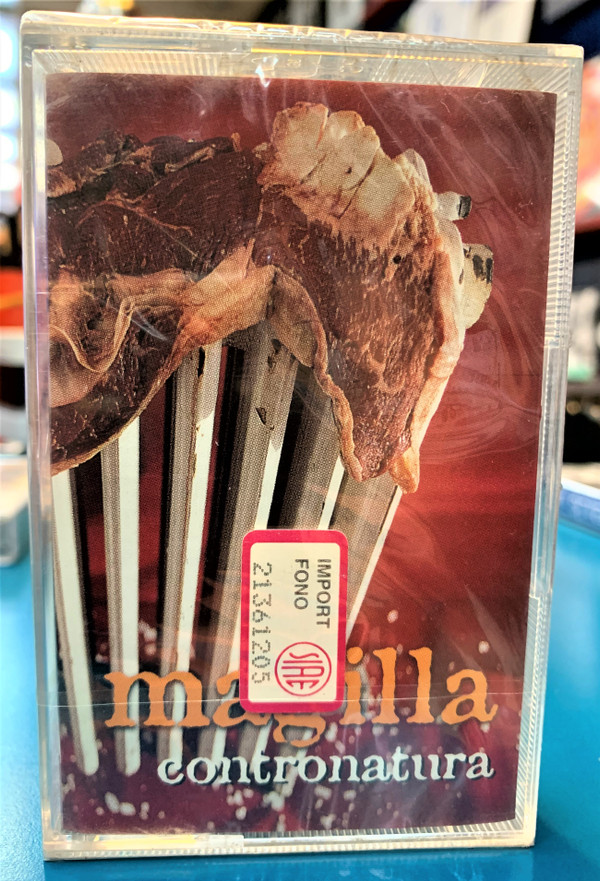 IMPORT
FONO
21361205
SIAE
magilla
contronatura